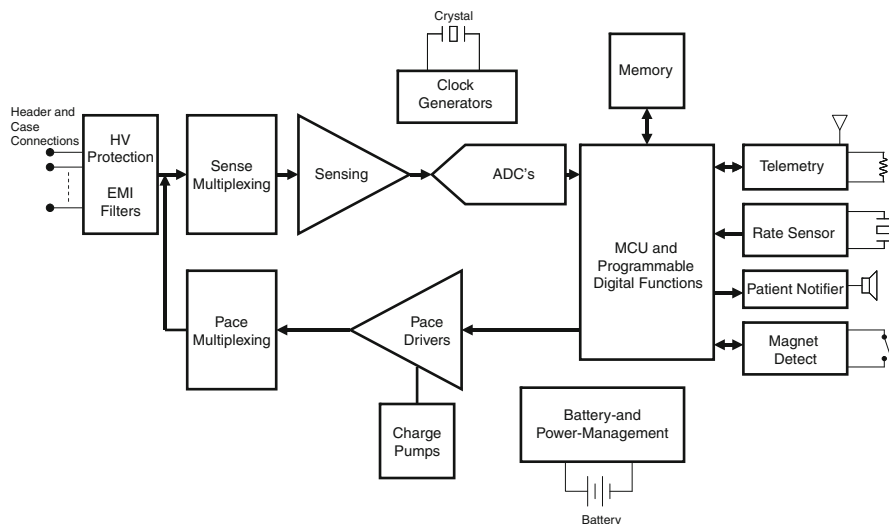 Crystal
Clock
Generators
Memory
Header and
Case
Connections
HV
Protection
EMI
Filters
Sense
Multiplexing
Sensing
ADC's
MCU and
Programmable
Digital Functions
Telemetry
Rate Sensor
Patient Notifier
Magnet
Detect
Pace
Multiplexing
Pace
Drivers
Charge
Pumps
Battery-and
Power-Management
Battery